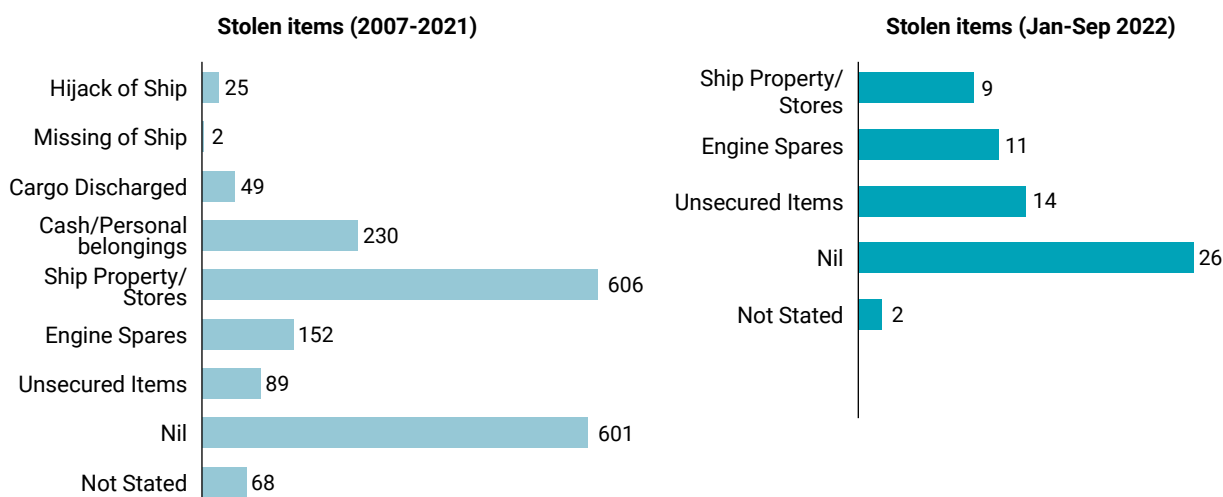 Stolen items (2007-2021)
Hijack of Ship 25
Missing of Ship 2
Cargo Discharged 49
Cash/Personal
belongings 230
Ship Property/
Stores 606
Engine Spares 152
Unsecured Items 89
Nil 601
Not Stated 68
Stolen items (Jan-Sep 2022)
Ship Property/
Stores 9
Engine Spares 11
Unsecured Items 14
Nil 26
Not Stated 2